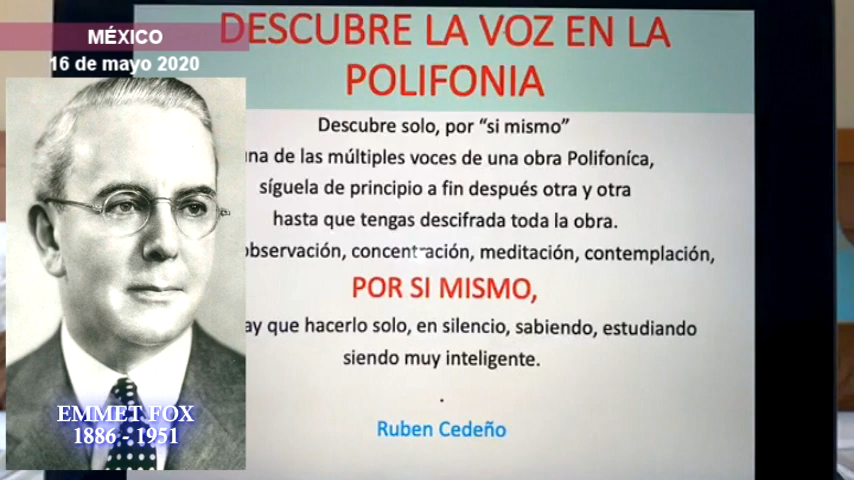 MÉXICO
16 de mayo 2020
DESCUBRE LA VOZ EN LA
POLIFONIA
Descubre solo, por “si mismo”
una de las múltiples voces de una obra Polifoníca,
síguela de principio a fin después otra y otra
hasta que tengas descifrada toda la obra.
observación, concentración, meditación, contemplación,
POR SI MISMO,
ay que hacerlo solo, en silencio, sabiendo, estudiando
siendo muy inteligente.
.
Ruben Cedeño
EMMET FOX
1886 - 1951